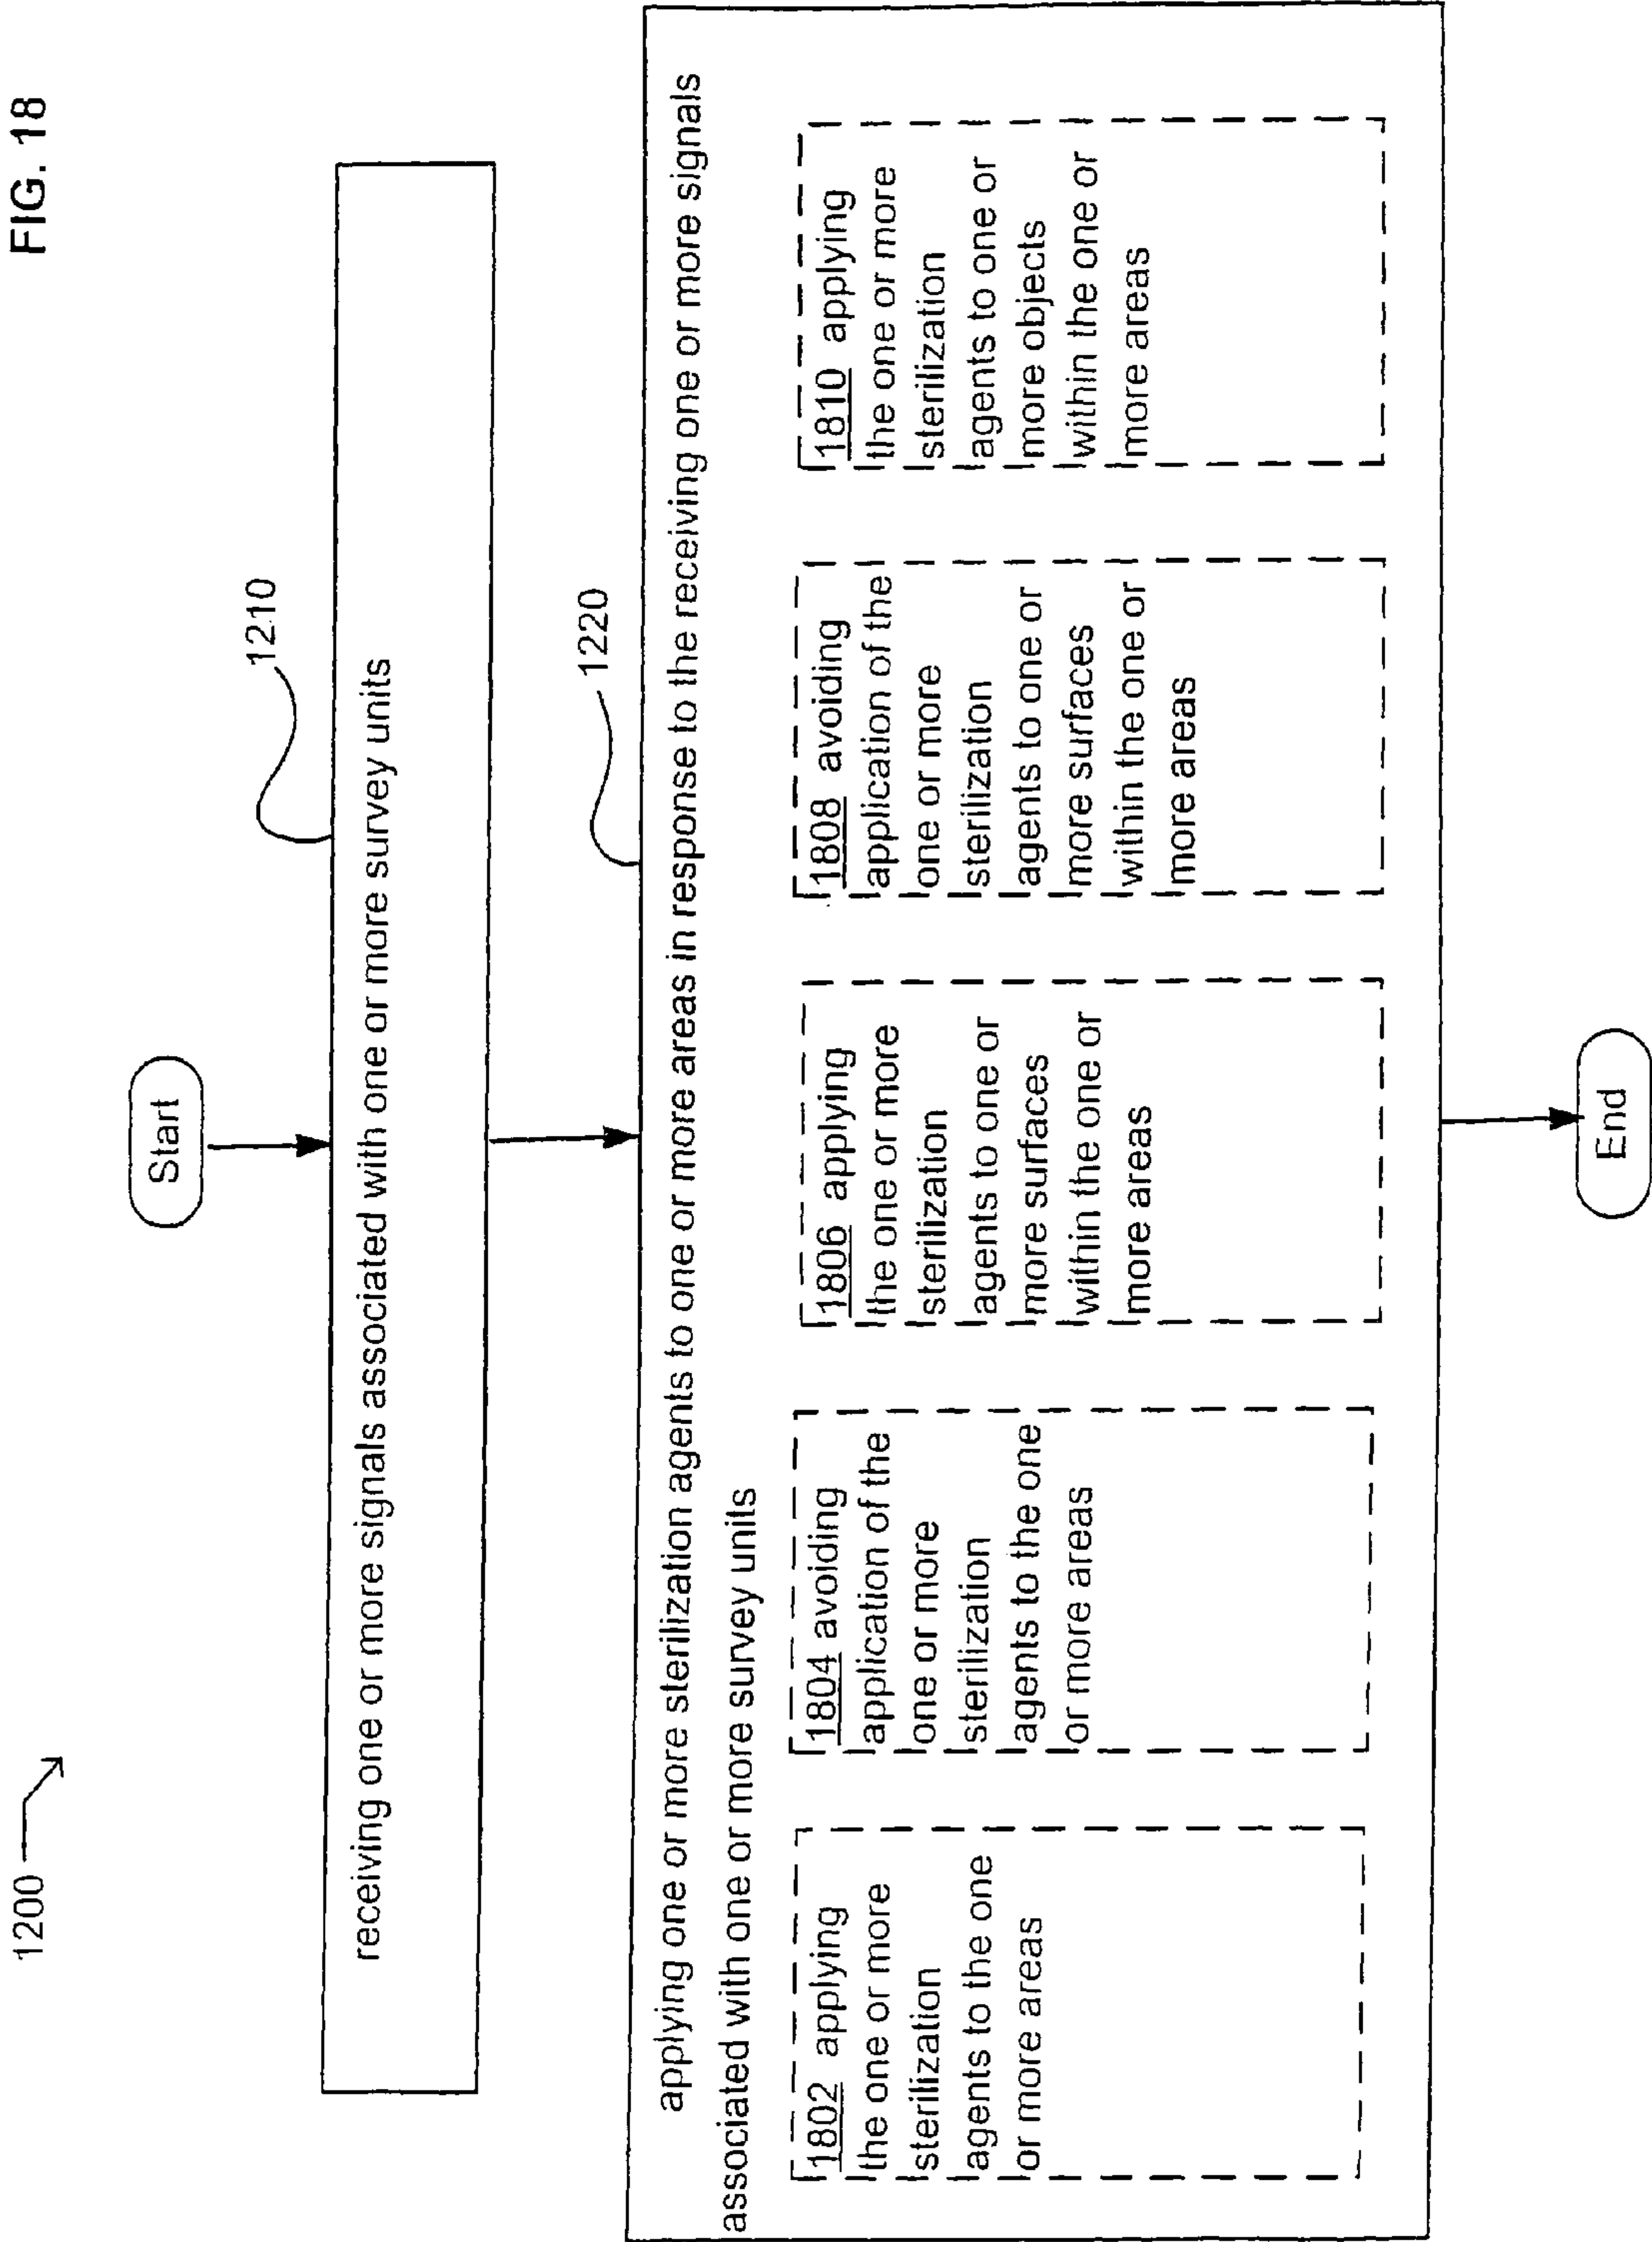 FIG. 18
1200
Start
1210
receiving one or more signals associated with one or more survey units
1220
applying one or more sterilization agents to one or more areas in response to the receiving one or more signals
associated with one or more survey units
1802 applying
the one or more
sterilization
agents to the one
or more areas
1804 avoiding
application of the
one or more
sterilization
agents to the one
or more areas
1806 applying
the one or more
sterilization
agents to one or
more surfaces
within the one or
more areas
1808 avoiding
application of the
one or more
sterilization
agents to one or
more surfaces
within the one or
more areas
1810 applying
the one or more
sterilization
agents to one or
more objects
within the one or
more areas
End